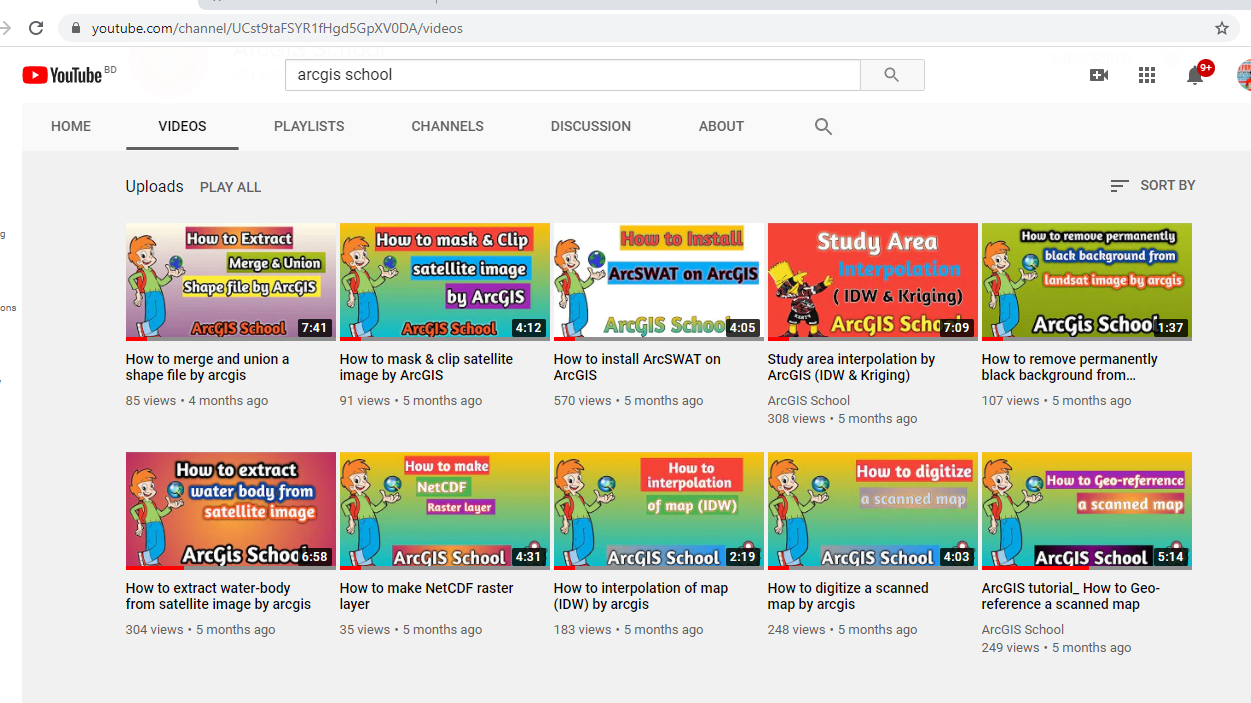 youtube.com/channel/UCst9taFSYR1fHgd5GpXV0DA/videos
YouTube BD
arcgis school
9+
HOME VIDEOS PLAYLISTS CHANNELS DISCUSSION ABOUT
Uploads PLAY ALL SORT BY
How to Extract
Merge & Union
Shape file by ArcGIS
ArcGIS School
7:41
How to mask & Clip
satellite image
by ArcGIS
ArcGIS School
4:12
How to Install
ArcSWAT on ArcGIS
ArcGIS School
4:05
Study Area
Interpolation
( IDW & Kriging)
ArcGIS School
7:09
How to remove permanently
black background from
landsat image by arcgis
ArcGis School
1:37
How to merge and union a
shape file by arcgis
85 views • 4 months ago
How to mask & clip satellite
image by ArcGIS
91 views • 5 months ago
How to install ArcSWAT on
ArcGIS
570 views • 5 months ago
Study area interpolation by
ArcGIS (IDW & Kriging)
ArcGIS School
308 views • 5 months ago
How to remove permanently
black background from...
107 views • 5 months ago
How to extract
water body from
satellite image
ArcGis School
6:58
How to make
NetCDF
Raster layer
ArcGIS School
4:31
How to
interpolation
of map (IDW)
ArcGIS School
2:19
How to digitize
a scanned map
ArcGIS School
4:03
How to Geo-referrence
a scanned map
ArcGIS School
5:14
How to extract water-body
from satellite image by arcgis
304 views • 5 months ago
How to make NetCDF raster
layer
35 views • 5 months ago
How to interpolation of map
(IDW) by arcgis
183 views • 5 months ago
How to digitize a scanned
map by arcgis
248 views • 5 months ago
ArcGIS tutorial_ How to Geo-
reference a scanned map
ArcGIS School
249 views • 5 months ago